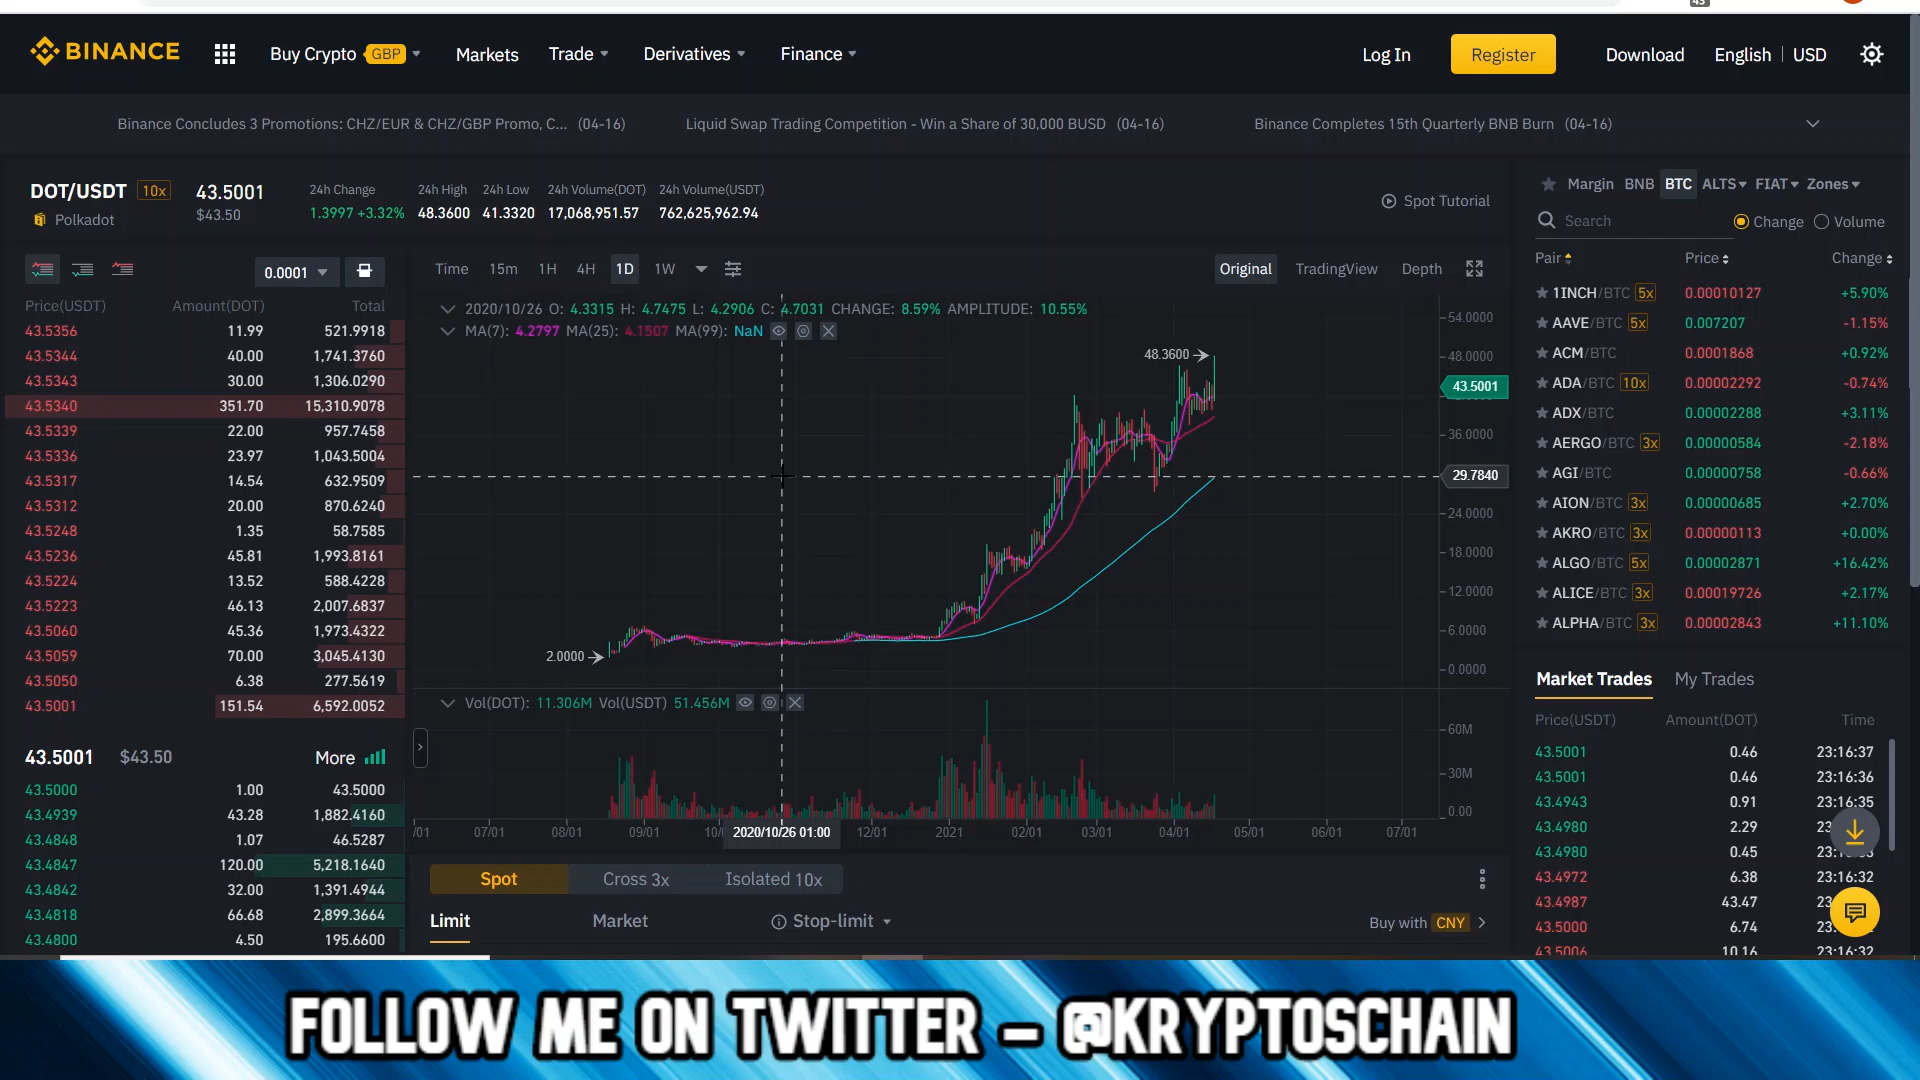 43
BINANCE
Buy Crypto GBP Markets Trade Derivatives Finance Log In Register Download English USD
Binance Concludes 3 Promotions: CHZ/EUR & CHZ/GBP Promo, C... (04-16) Liquid Swap Trading Competition - Win a Share of 30,000 BUSD (04-16) Binance Completes 15th Quarterly BNB Burn (04-16)
DOT/USDT 10x 43.5001
$43.50
Polkadot
24h Change 24h High 24h Low 24h Volume(DOT) 24h Volume(USDT)
1.3997 +3.32% 48.3600 41.3320 17,068,951.57 762,625,962.94
Spot Tutorial
0.0001
Price(USDT) Amount(DOT) Total
43.5356 11.99 521.9918
43.5344 40.00 1,741.3760
43.5343 30.00 1,306.0290
43.5340 351.70 15,310.9078
43.5339 22.00 957.7458
43.5336 23.97 1,043.5004
43.5317 14.54 632.9509
43.5312 20.00 870.6240
43.5248 1.35 58.7585
43.5236 45.81 1,993.8161
43.5224 13.52 588.4228
43.5223 46.13 2,007.6837
43.5060 45.36 1,973.4322
43.5059 70.00 3,045.4130
43.5050 6.38 277.5619
43.5001 151.54 6,592.0052
43.5001 $43.50 More
43.5000 1.00 43.5000
43.4939 43.28 1,882.4160
43.4848 1.07 46.5287
43.4847 120.00 5,218.1640
43.4842 32.00 1,391.4944
43.4818 66.68 2,899.3664
43.4800 4.50 195.6600
Time 15m 1H 4H 1D 1W Original TradingView Depth
2020/10/26 O: 4.3315 H: 4.7475 L: 4.2906 C: 4.7031 CHANGE: 8.59% AMPLITUDE: 10.55%
MA(7): 4.2797 MA(25): 4.1507 MA(99): NaN
54.0000
48.3600
48.0000
43.5001
36.0000
29.7840
24.0000
18.0000
12.0000
6.0000
2.0000
0.0000
Vol(DOT): 11.306M Vol(USDT) 51.456M
60M
30M
0.00
/01 07/01 08/01 09/01 10/ 2020/10/26 01:00 12/01 2021 02/01 03/01 04/01 05/01 06/01 07/01
Spot Cross 3x Isolated 10x
Limit Market Stop-limit Buy with CNY
Margin BNB BTC ALTS FIAT Zones
Search Change Volume
Pair Price Change
1INCH/BTC 5x 0.00010127 +5.90%
AAVE/BTC 5x 0.007207 -1.15%
ACM/BTC 0.0001868 +0.92%
ADA/BTC 10x 0.00002292 -0.74%
ADX/BTC 0.00002288 +3.11%
AERGO/BTC 3x 0.00000584 -2.18%
AGI/BTC 0.00000758 -0.66%
AION/BTC 3x 0.00000685 +2.70%
AKRO/BTC 3x 0.00000113 +0.00%
ALGO/BTC 5x 0.00002871 +16.42%
ALICE/BTC 3x 0.00019726 +2.17%
ALPHA/BTC 3x 0.00002843 +11.10%
Market Trades My Trades
Price(USDT) Amount(DOT) Time
43.5001 0.46 23:16:37
43.5001 0.46 23:16:36
43.4943 0.91 23:16:35
43.4980 2.29 23
43.4980 0.45
43.4972 6.38 23:16:32
43.4987 43.47 23
43.5000 6.74 23
43.5006 10.16 23:16:32
FOLLOW ME ON TWITTER – @KRYPTOSCHAIN